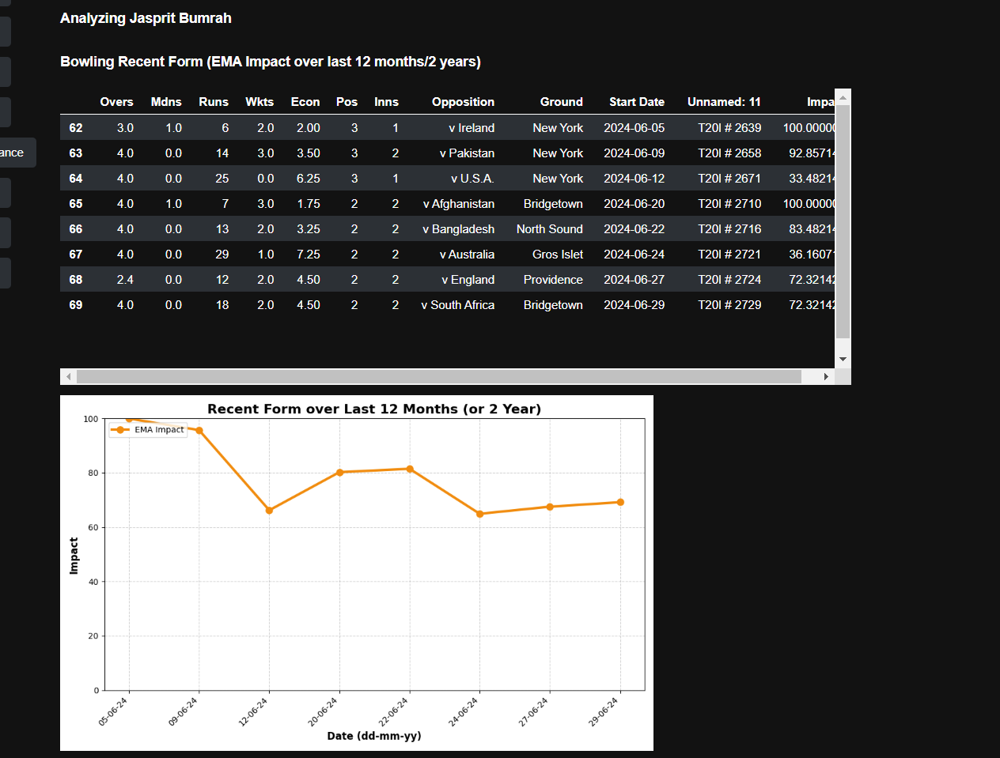 Analyzing Jasprit Bumrah
Bowling Recent Form (EMA Impact over last 12 months/2 years)
Overs Mdns Runs Wkts Econ Pos Inns Opposition Ground Start Date Unnamed: 11 Impa
62 3.0 1.0 6 2.0 2.00 3 1 v Ireland New York 2024-06-05 T20I # 2639 100.0000
63 4.0 0.0 14 3.0 3.50 3 2 v Pakistan New York 2024-06-09 T20I # 2658 92.85714
ance
64 4.0 0.0 25 0.0 6.25 3 1 v U.S.A. New York 2024-06-12 T20I # 2671 33.48214
65 4.0 1.0 7 3.0 1.75 2 2 v Afghanistan Bridgetown 2024-06-20 T20I # 2710 100.0000
66 4.0 0.0 13 2.0 3.25 2 2 v Bangladesh North Sound 2024-06-22 T20I # 2716 83.48214
67 4.0 0.0 29 1.0 7.25 2 2 v Australia Gros Islet 2024-06-24 T20I # 2721 36.16071
68 2.4 0.0 12 2.0 4.50 2 2 v England Providence 2024-06-27 T20I # 2724 72.32142
69 4.0 0.0 18 2.0 4.50 2 2 v South Africa Bridgetown 2024-06-29 T20I # 2729 72.32142
Recent Form over Last 12 Months (or 2 Year)
EMA Impact
Impact
100
80
60
40
20
0
05-06-24 09-06-24 12-06-24 20-06-24 22-06-24 24-06-24 27-06-24 29-06-24
Date (dd-mm-yy)